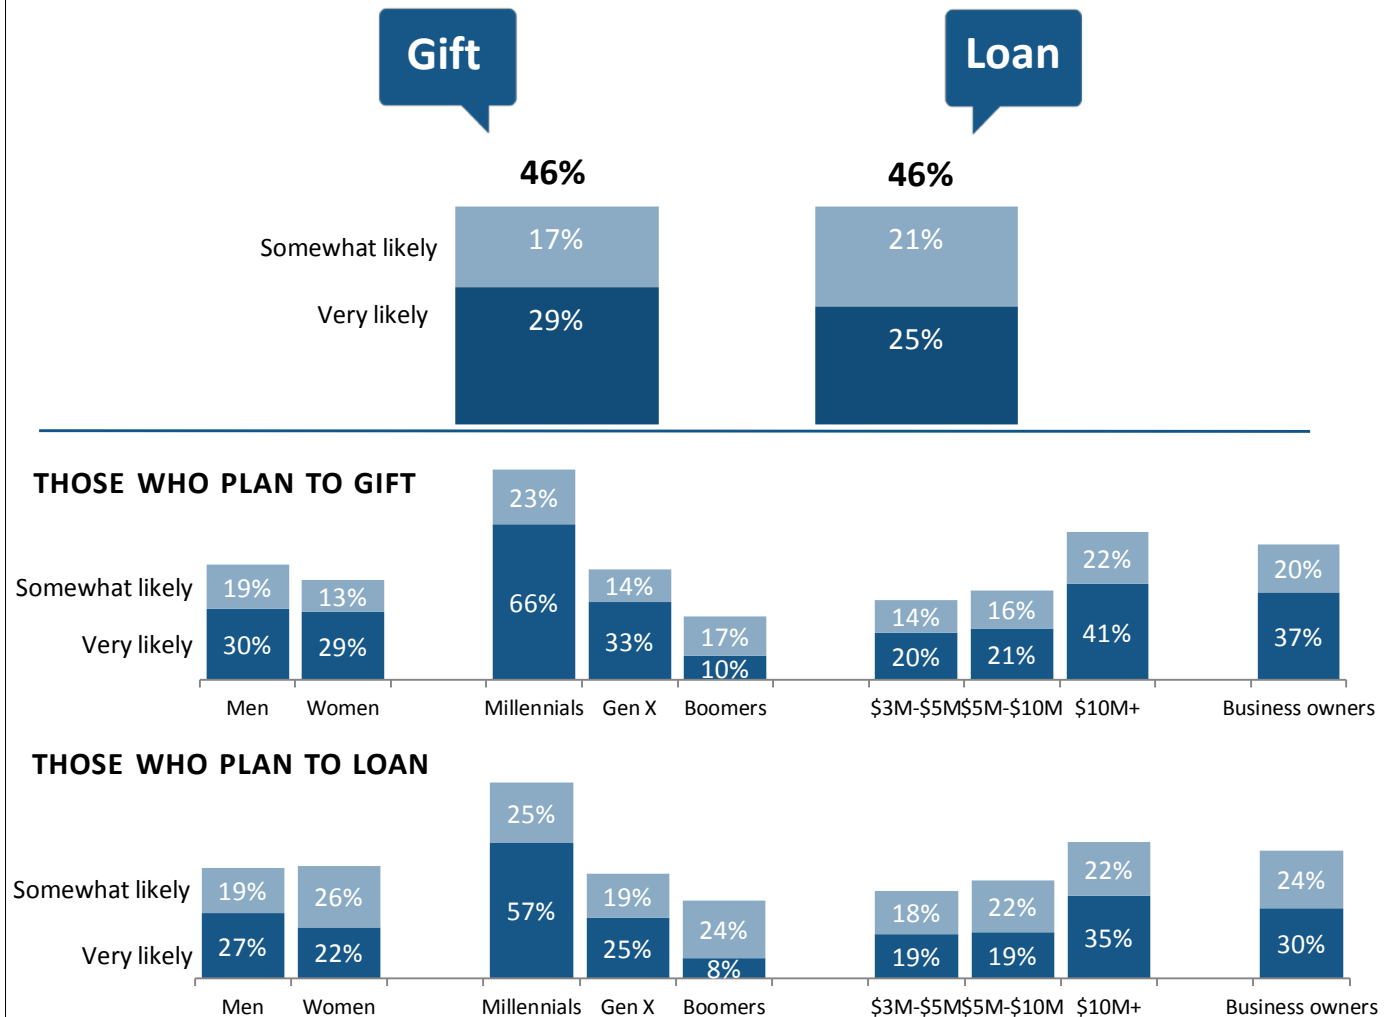 Gift
Loan
46%
46%
Somewhat likely
17%
21%
Very likely
29%
25%
THOSE WHO PLAN TO GIFT
23%
Somewhat likely
19%
13%
66%
14%
33%
17%
10%
14%
16%
22%
20%
Very likely
30%
29%
20%
21%
41%
37%
Men
Women
Millennials
Gen X
Boomers
$3M-$5M
$5M-$10M
$10M+
Business owners
THOSE WHO PLAN TO LOAN
25%
Somewhat likely
19%
26%
57%
19%
24%
18%
22%
22%
24%
Very likely
27%
22%
25%
8%
19%
19%
35%
30%
Men
Women
Millennials
Gen X
Boomers
$3M-$5M
$5M-$10M
$10M+
Business owners